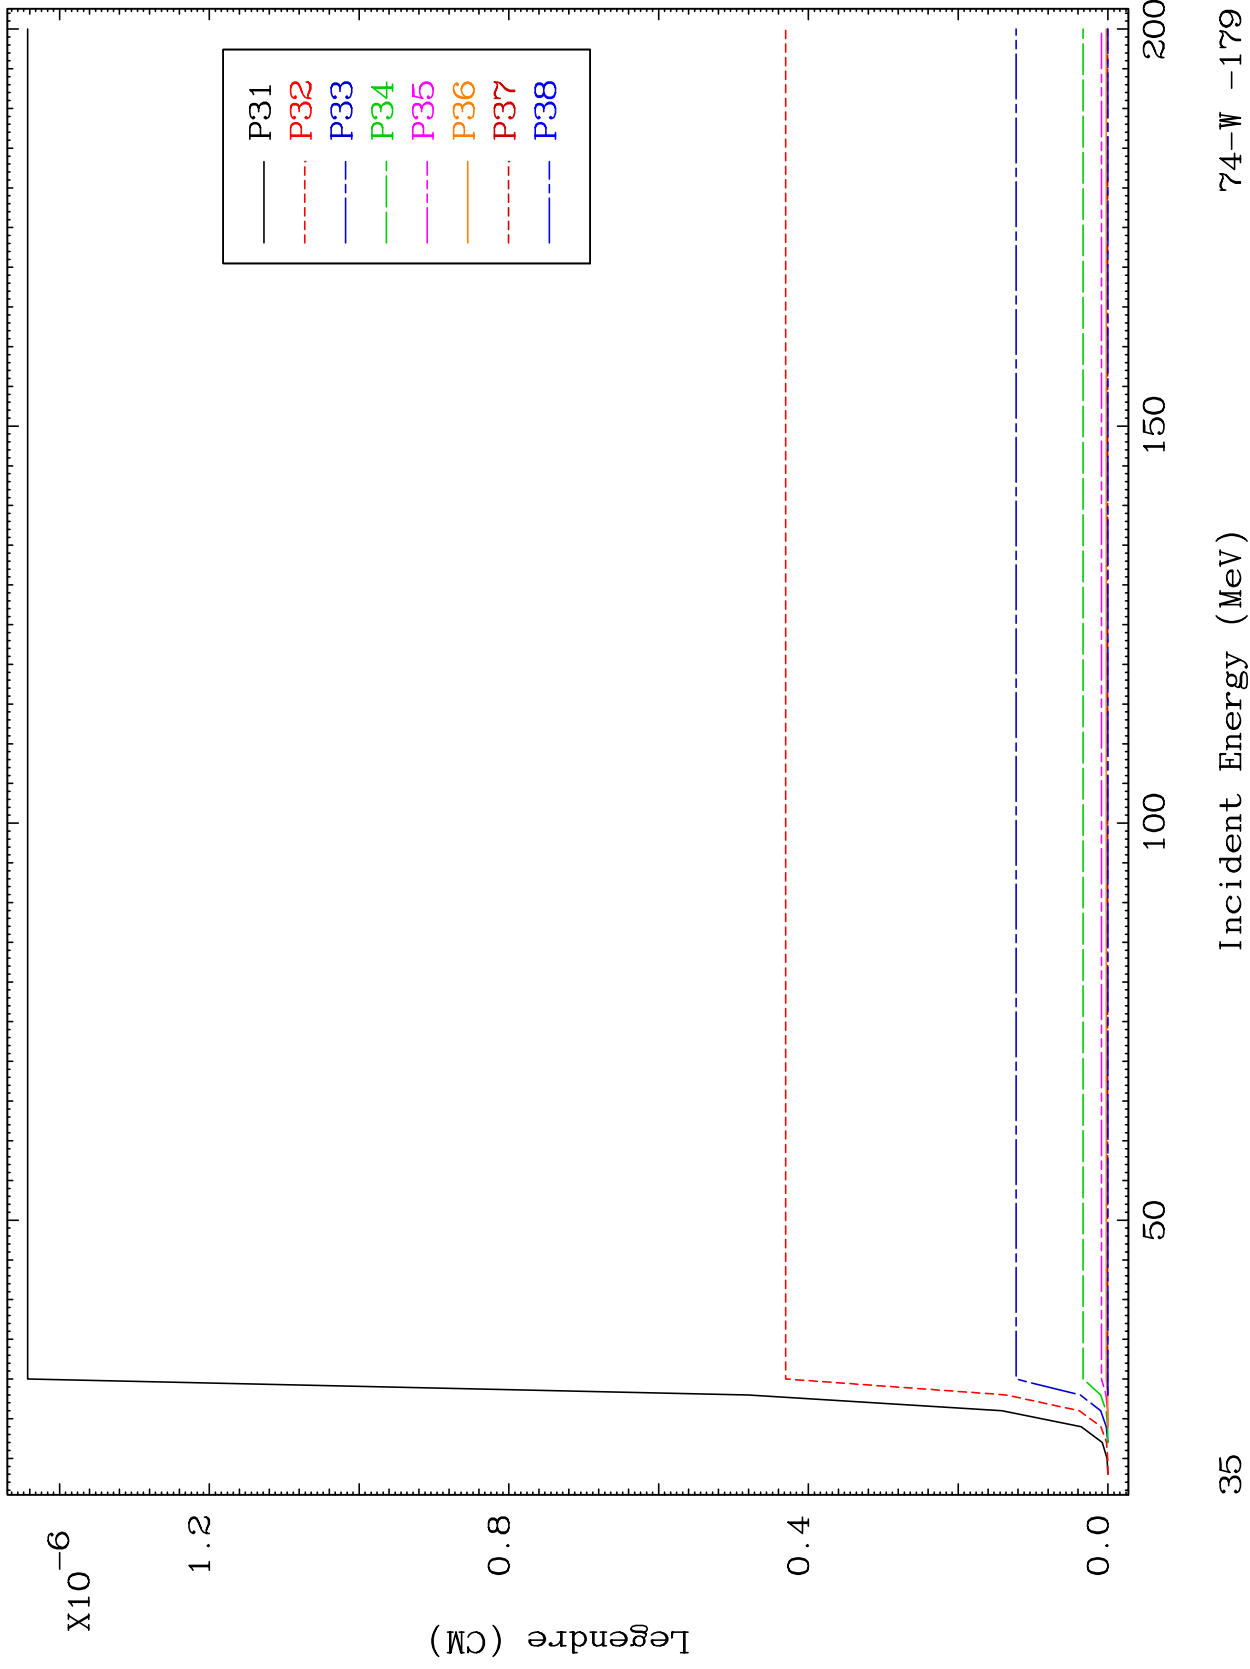 X10 -6
1.2
0.8
0.4
0.0
Legendre (CM)
P31
P32
P33
P34
P35
P36
P37
P38
50
100
150
200
35
Incident Energy (MeV)
74-W -179